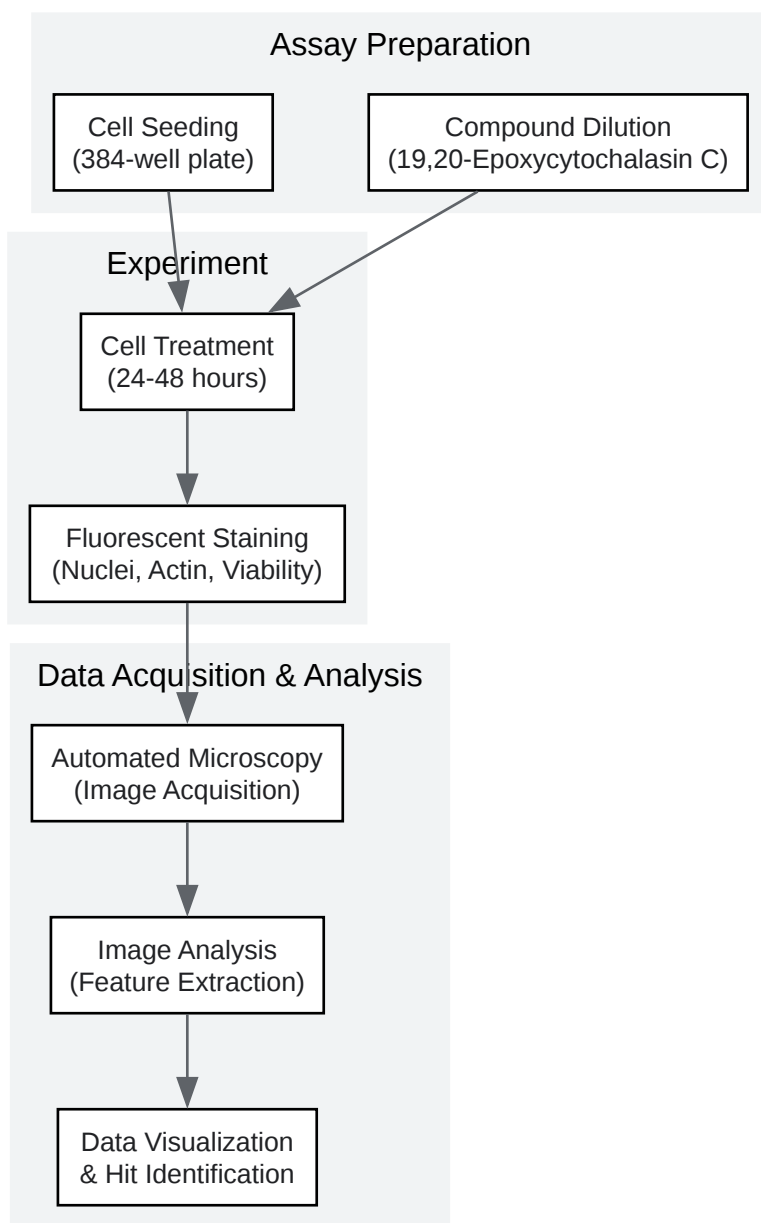 Assay Preparation
Cell Seeding
(384-well plate)
Compound Dilution
(19,20-Epoxycytochalasin C)
Experiment
Cell Treatment
(24-48 hours)
Fluorescent Staining
(Nuclei, Actin, Viability)
Data Acquisition & Analysis
Automated Microscopy
(Image Acquisition)
Image Analysis
(Feature Extraction)
Data Visualization
& Hit Identification